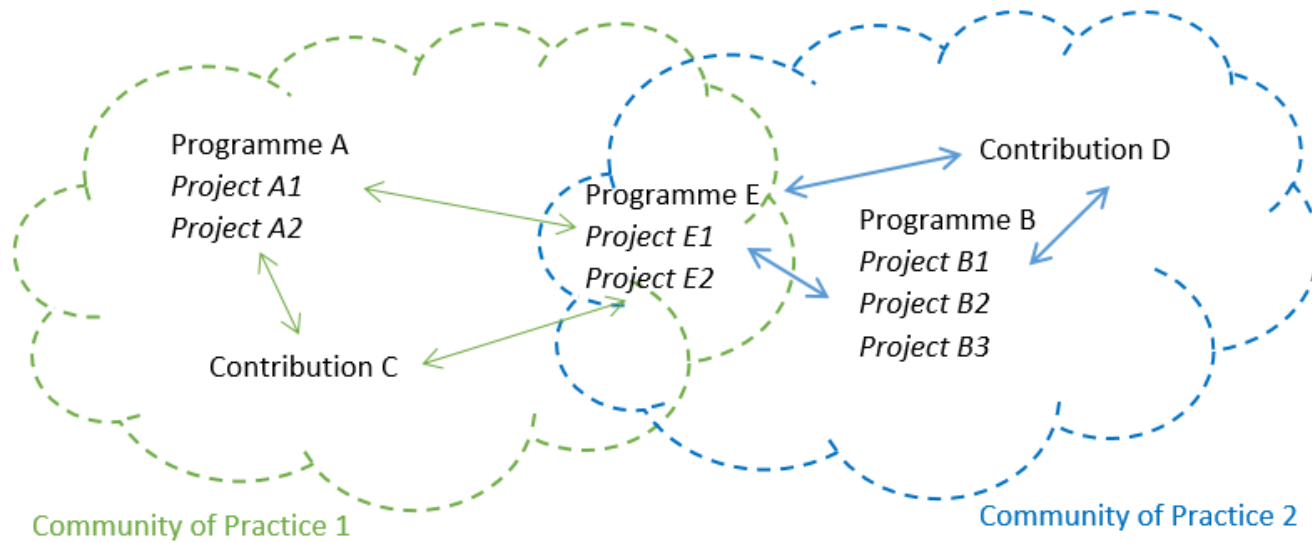 Programme A
Project A1
Project A2
Contribution C
Programme E
Project E1
Project E2
Contribution D
Programme B
Project B1
Project B2
Project B3
Community of Practice 1
Community of Practice 2